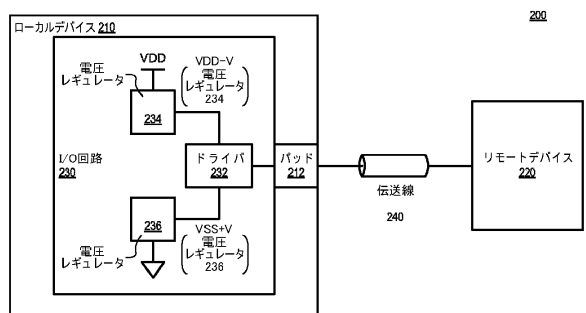 200
ローカルデバイス 210
電圧
レギュレータ
VDD
VDD-V
電圧
レギュレータ
234
234
I/O回路
230
ドライバ
232
パッド
212
伝送線
240
リモートデバイス
220
236
VSS+V
電圧
レギュレータ
236
電圧
レギュレータ